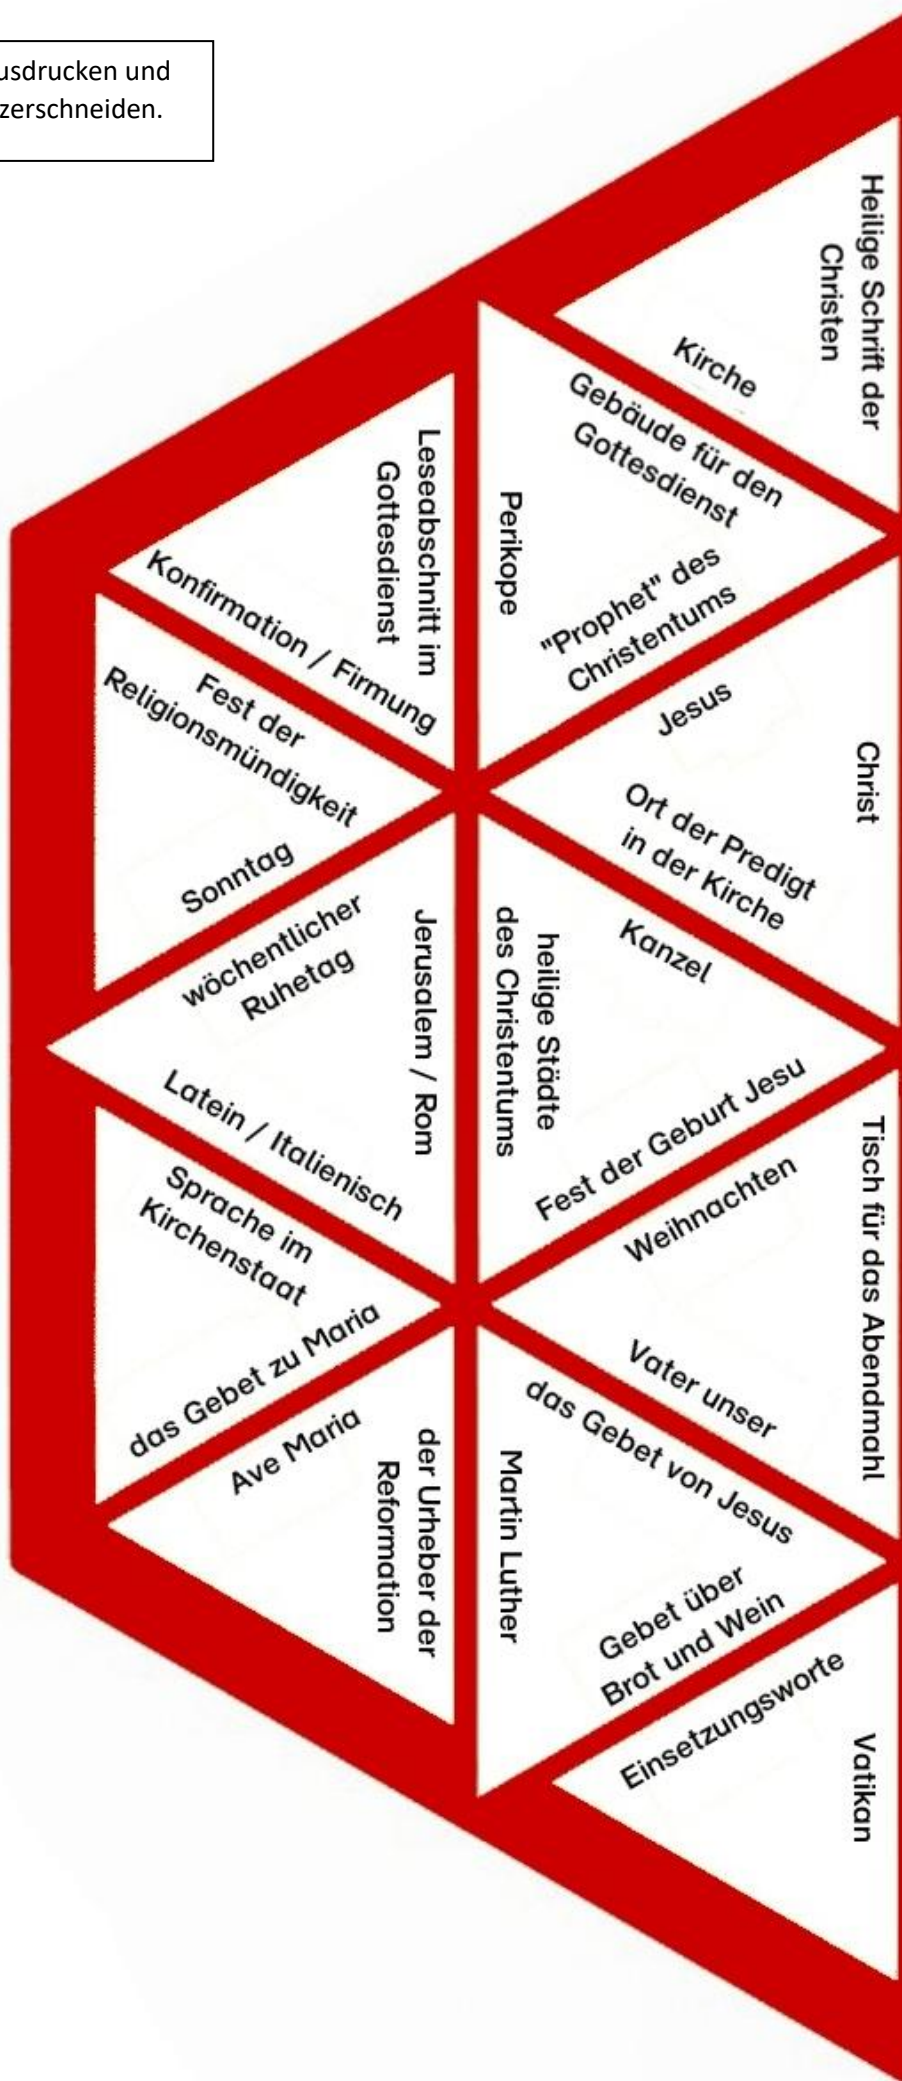 usdrucken und
zerschneiden.
Heilige Schrift der
Christen
Kirche
Gebäude für den
Gottesdienst
Perikope
"Prophet" des
Christentums
Leseabschnitt im
Gottesdienst
Konfirmation / Firmung
Fest der
Religionsmündigkeit
Sonntag
Jesus
Christ
Ort der Predigt
in der Kirche
wöchentlicher
Ruhetag
Jerusalem / Rom
Latein / Italienisch
heilige Städte
des Christentums
Kanzel
Fest der Geburt Jesu
Weihnachten
Tisch für das Abendmahl
Vater unser
Sprache im
Kirchenstaat
das Gebet zu Maria
Ave Maria
der Urheber der
Reformation
das Gebet von Jesus
Martin Luther
Gebet über
Brot und Wein
Einsetzungsworte
Vatikan